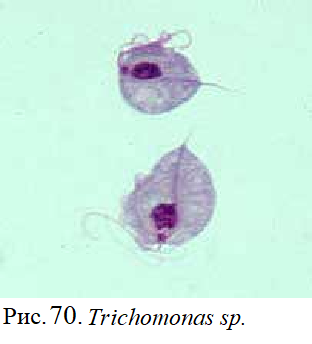 Рис. 70. Trichomonas sp.